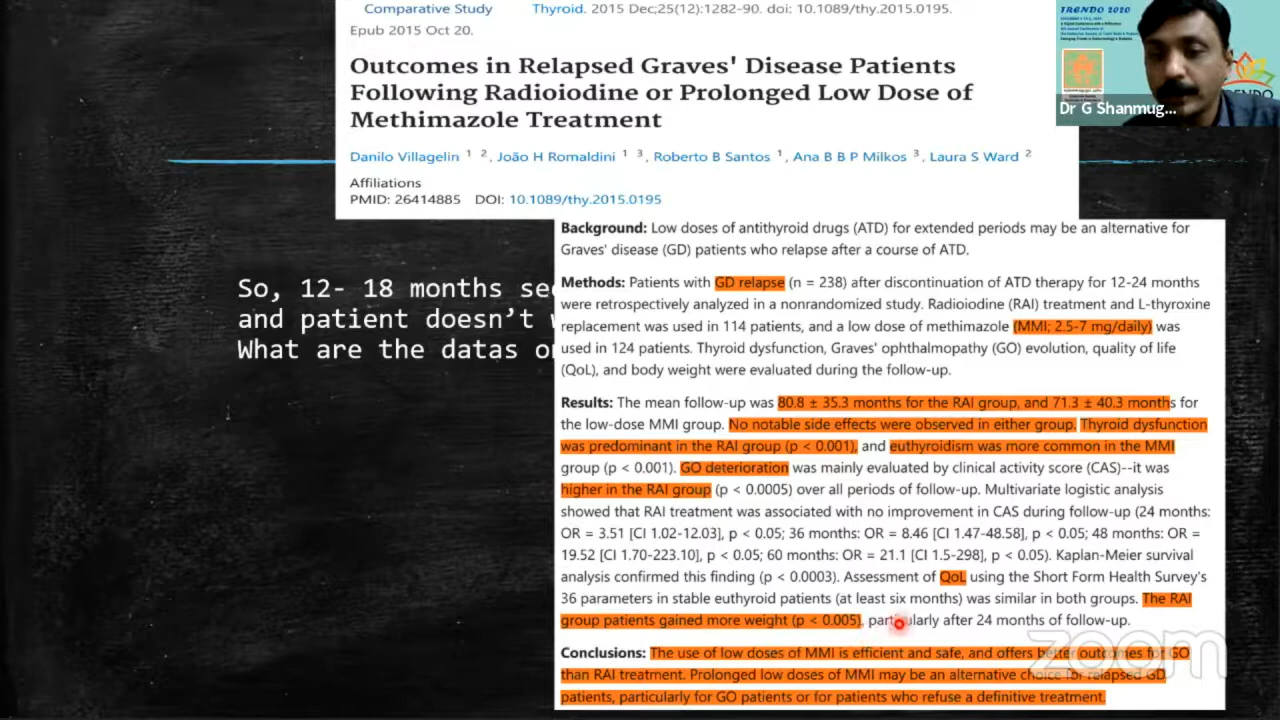 Comparative Study Thyroid. 2015 Dec;25(12):1282-90. doi: 10.1089/thy.2015.0195.
Epub 2015 Oct 20.
Outcomes in Relapsed Graves' Disease Patients
Following Radioiodine or Prolonged Low Dose of
Methimazole Treatment
Danilo Villagelin 1 2, João H Romaldini 1 3, Roberto B Santos 1, Ana B B P Milkos 3, Laura S Ward 2
Affiliations
PMID: 26414885 DOI: 10.1089/thy.2015.0195
TRENDO 2020
Dr G Shanmug...
So, 12- 18 months
and patient doesn't
What are the datas
Background: Low doses of antithyroid drugs (ATD) for extended periods may be an alternative for
Graves' disease (GD) patients who relapse after a course of ATD.
Methods: Patients with GD relapse (n = 238) after discontinuation of ATD therapy for 12-24 months
were retrospectively analyzed in a nonrandomized study. Radioiodine (RAI) treatment and L-thyroxine
replacement was used in 114 patients, and a low dose of methimazole (MMI; 2.5-7 mg/daily) was
used in 124 patients. Thyroid dysfunction, Graves' ophthalmopathy (GO) evolution, quality of life
(QoL), and body weight were evaluated during the follow-up.
Results: The mean follow-up was 80.8 ± 35.3 months for the RAI group, and 71.3 ± 40.3 months for
the low-dose MMI group. No notable side effects were observed in either group. Thyroid dysfunction
was predominant in the RAI group (p < 0.001), and euthyroidism was more common in the MMI
group (p < 0.001). GO deterioration was mainly evaluated by clinical activity score (CAS)--it was
higher in the RAI group (p < 0.0005) over all periods of follow-up. Multivariate logistic analysis
showed that RAI treatment was associated with no improvement in CAS during follow-up (24 months:
OR = 3.51 [CI 1.02-12.03], p < 0.05; 36 months: OR = 8.46 [CI 1.47-48.58], p < 0.05; 48 months: OR =
19.52 [CI 1.70-223.10], p < 0.05; 60 months: OR = 21.1 [CI 1.5-298], p < 0.05). Kaplan-Meier survival
analysis confirmed this finding (p < 0.0003). Assessment of QoL using the Short Form Health Survey's
36 parameters in stable euthyroid patients (at least six months) was similar in both groups. The RAI
group patients gained more weight (p < 0.005), particularly after 24 months of follow-up.
Conclusions: The use of low doses of MMI is efficient and safe, and offers better outcomes for GO
than RAI treatment. Prolonged low doses of MMI may be an alternative choice for relapsed GD
patients, particularly for GO patients or for patients who refuse a definitive treatment.
zoom